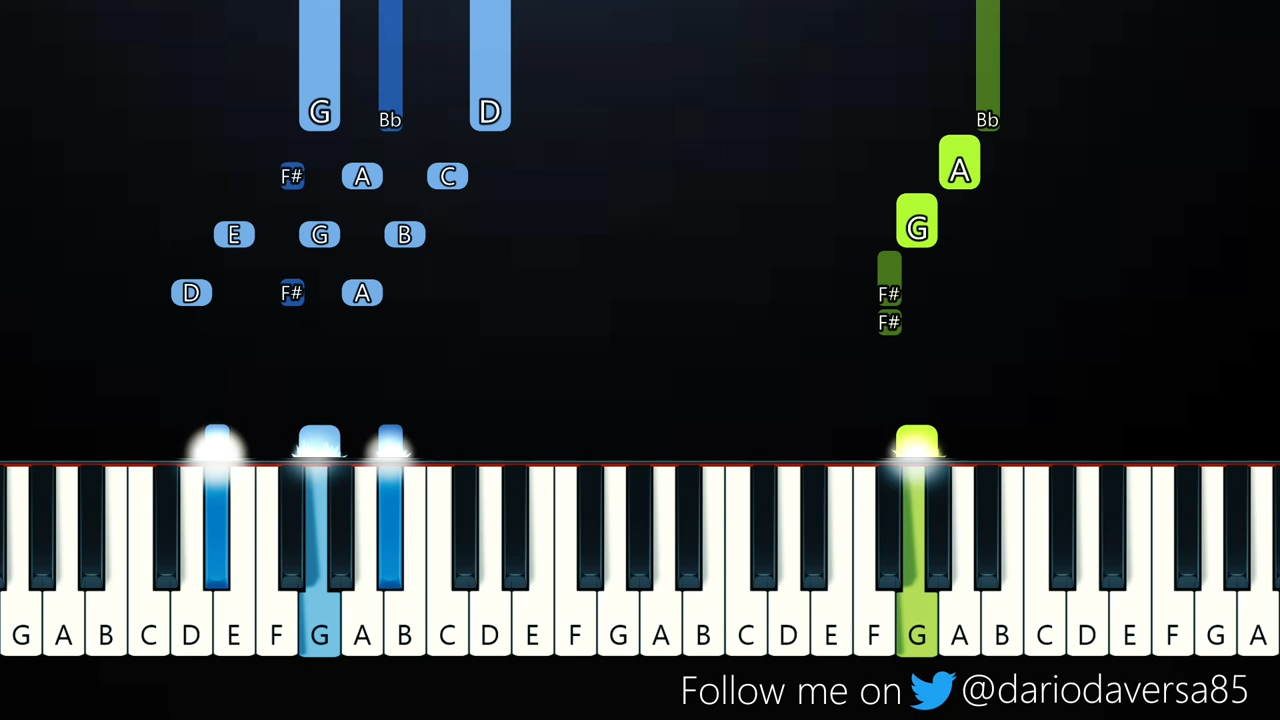 G Bb D Bb
F# A C A
E G B G
D F# A F#
F#
G A B C D E F G A B C D E F G A B C D E F G A B C D E F G A
Follow me on @dariodaversa85